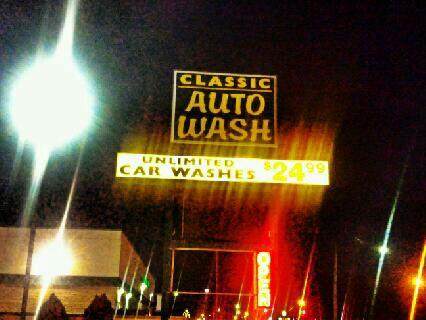 CLASSIC
AUTO
WASH
UNLIMITED
CAR WASHES $24.99
OPEN